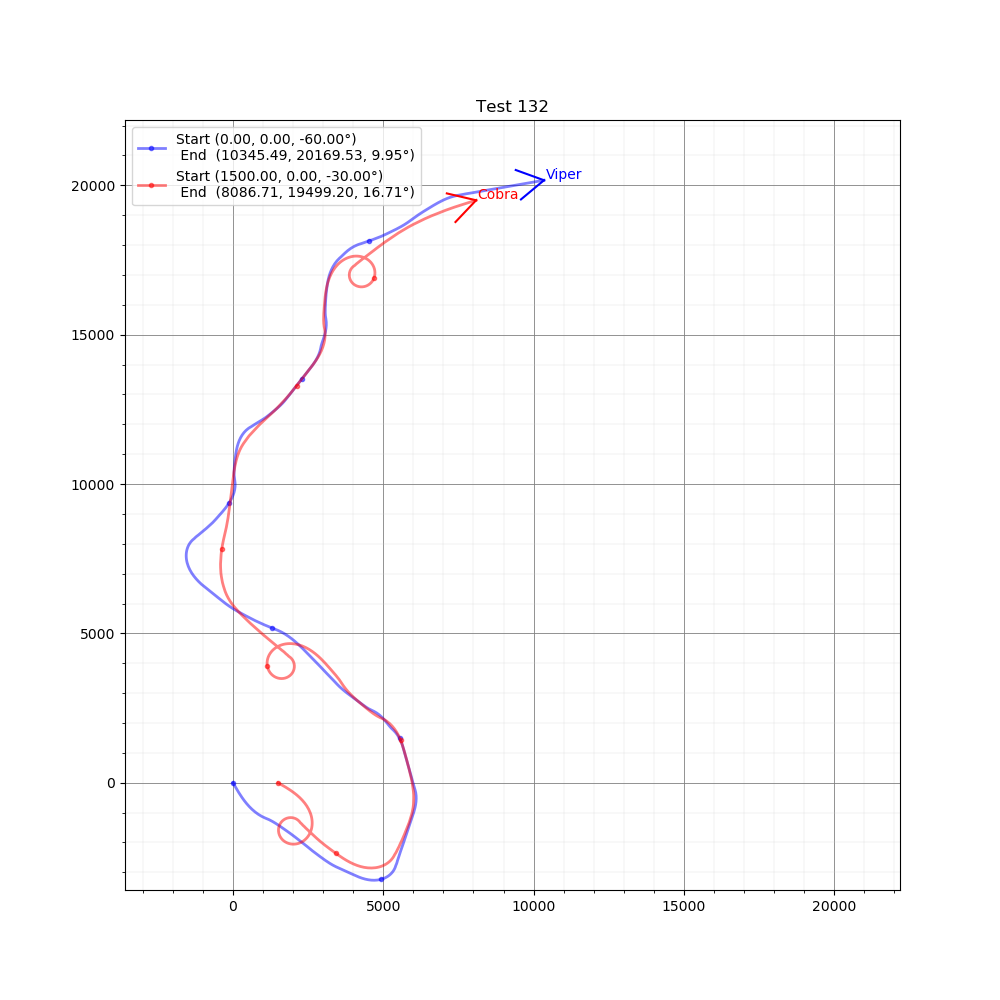 Test 132
Start (0.00, 0.00, -60.00°)
End (10345.49, 20169.53, 9.95°)
Start (1500.00, 0.00, -30.00°)
End (8086.71, 19499.20, 16.71°)
Viper
Cobra
20000
15000
10000
5000
0
0
5000
10000
15000
20000